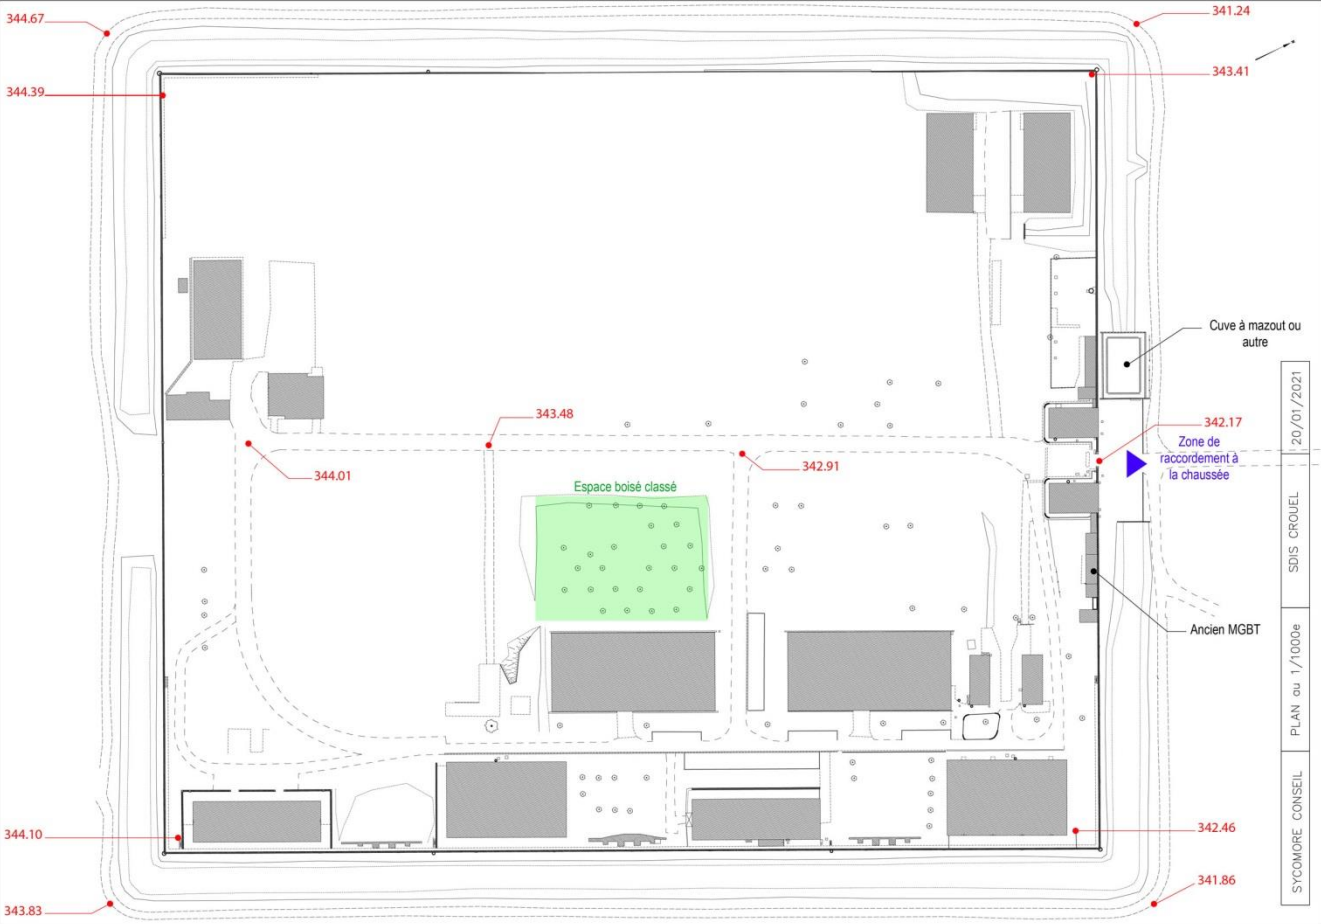 344.67
341.24
343.41
344.39
Cuve à mazout ou
autre
343.48
342.17
Zone de
raccordement à
la chaussée
344.01
342.91
Espace boisé classé
Ancien MGBT
344.10
342.46
341.86
343.83
20/01/2021
SDIS CROUEL
PLAN au 1/1000e
SYCOMORE CONSEIL